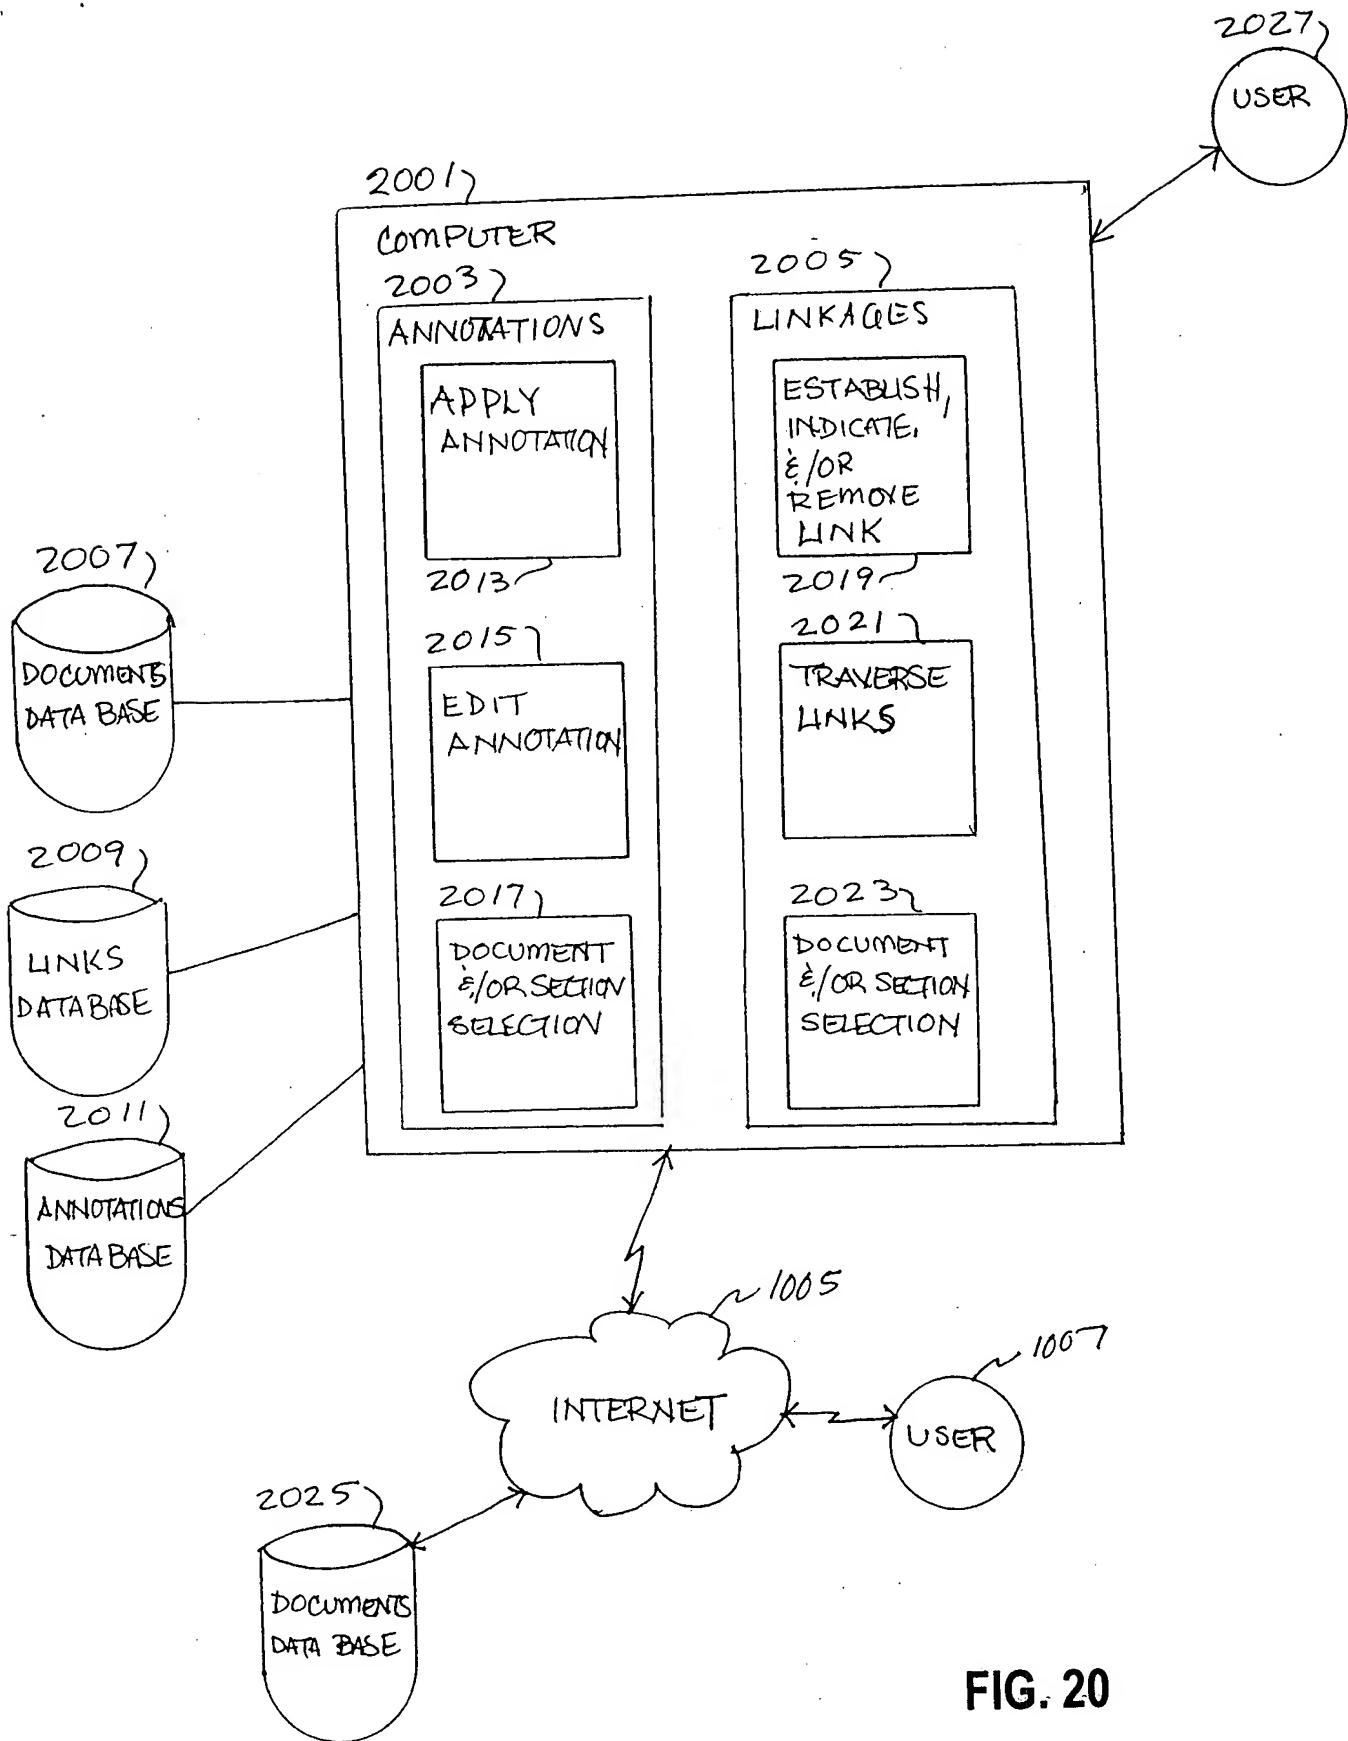 2027
USER
2001
COMPUTER
2003
ANNOTATIONS
APPLY
ANNOTATION
2013
2015
EDIT
ANNOTATION
2017
DOCUMENT
&/OR SECTION
SELECTION
2005
LINKAGES
ESTABLISH,
INDICATE,
&/OR
REMOVE
LINK
2019
2021
TRAVERSE
LINKS
2023
DOCUMENT
&/OR SECTION
SELECTION
2007
DOCUMENTS
DATA BASE
2009
LINKS
DATABASE
2011
ANNOTATIONS
DATA BASE
1005
INTERNET
1007
USER
2025
DOCUMENTS
DATA BASE
FIG. 20